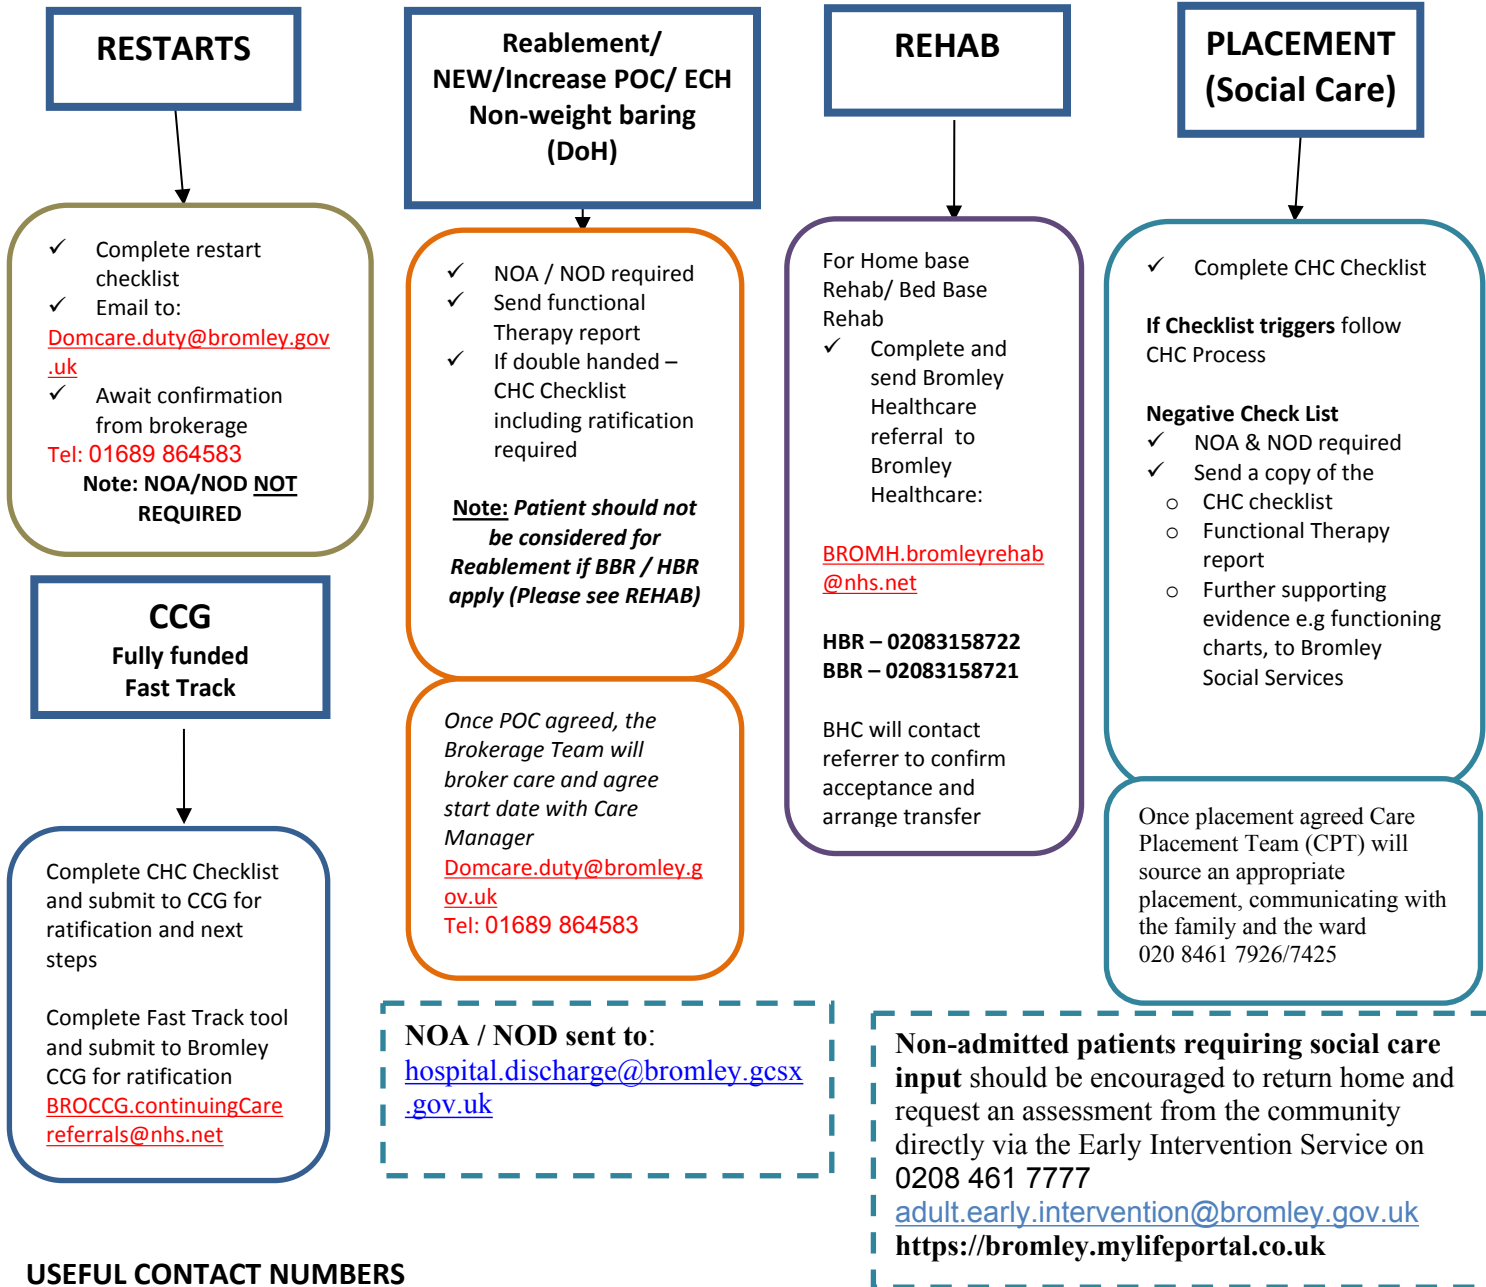 RESTARTS
✓ Complete restart
checklist
✓ Email to:
Domcare.duty@bromley.gov
.uk
✓ Await confirmation
from brokerage
Tel: 01689 864583
Note: NOA/NOD NOT
REQUIRED
CCG
Fully funded
Fast Track
Complete CHC Checklist
and submit to CCG for
ratification and next
steps
Complete Fast Track tool
and submit to Bromley
CCG for ratification
BROCCG.continuingCare
referrals@nhs.net
Reablement/
NEW/Increase POC/ ECH
Non-weight baring
(DoH)
✓ NOA / NOD required
✓ Send functional
Therapy report
✓ If double handed –
CHC Checklist
including ratification
required
Note: Patient should not
be considered for
Reablement if BBR / HBR
apply (Please see REHAB)
Once POC agreed, the
Brokerage Team will
broker care and agree
start date with Care
Manager
Domcare.duty@bromley.g
ov.uk
Tel: 01689 864583
REHAB
For Home base
Rehab/ Bed Base
Rehab
✓ Complete and
send Bromley
Healthcare
referral to
Bromley
Healthcare:
BROMH.bromleyrehab
@nhs.net
HBR – 02083158722
BBR – 02083158721
BHC will contact
referrer to confirm
acceptance and
arrange transfer
PLACEMENT
(Social Care)
✓ Complete CHC Checklist
If Checklist triggers follow
CHC Process
Negative Check List
✓ NOA & NOD required
✓ Send a copy of the
o CHC checklist
o Functional Therapy
report
o Further supporting
evidence e.g functioning
charts, to Bromley
Social Services
Once placement agreed Care
Placement Team (CPT) will
source an appropriate
placement, communicating with
the family and the ward
020 8461 7926/7425
NOA / NOD sent to:
hospital.discharge@bromley.gcsx
.gov.uk
Non-admitted patients requiring social care
input should be encouraged to return home and
request an assessment from the community
directly via the Early Intervention Service on
0208 461 7777
adult.early.intervention@bromley.gov.uk
https://bromley.mylifeportal.co.uk
USEFUL CONTACT NUMBERS